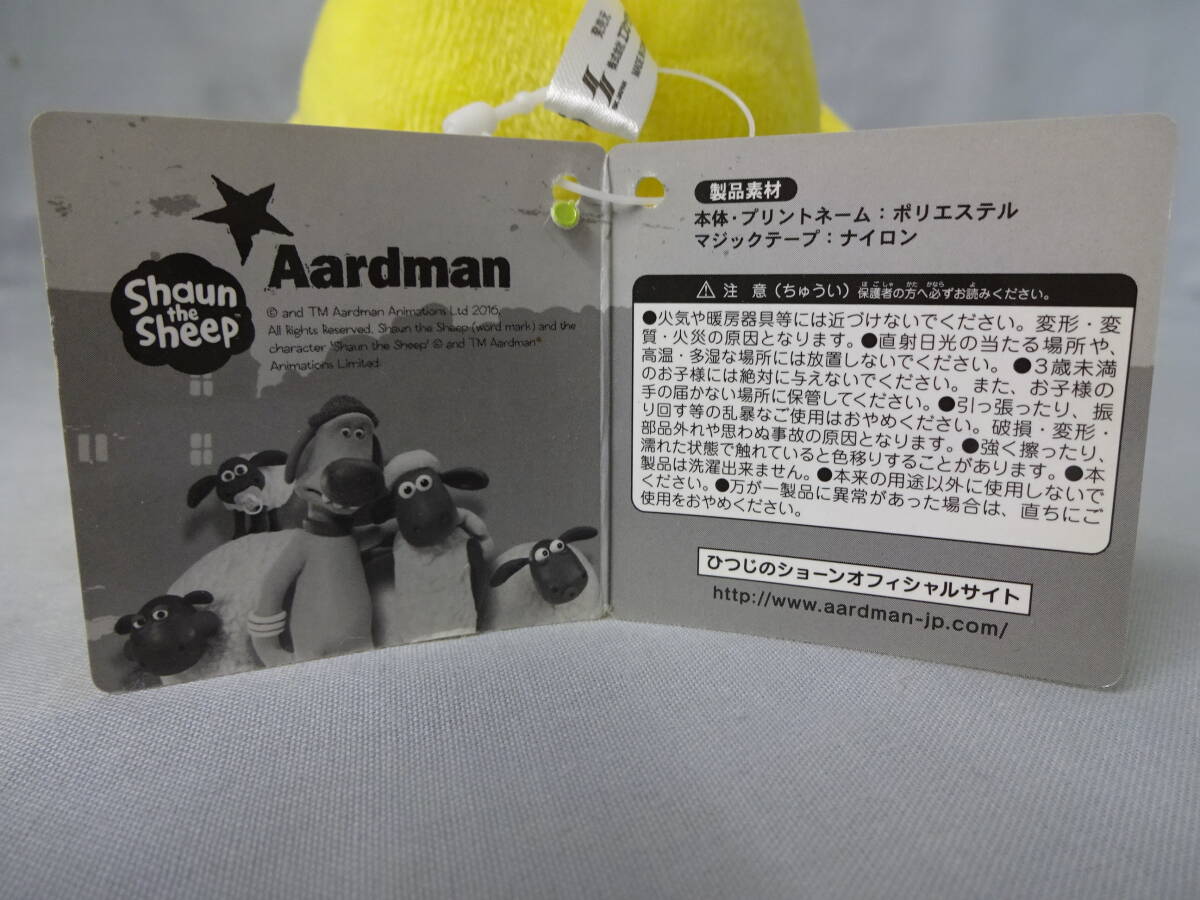 発売元
株式会社 エス
MADE IN
Shaun
the
Sheep
Aardman
© and TM Aardman Animations Ltd 2016.
All Rights Reserved. Shaun the Sheep (word mark) and the
character 'Shaun the Sheep' © and TM Aardman
Animations Limited.
製品素材
本体・プリントネーム：ポリエステル
マジックテープ：ナイロン
⚠ 注 意（ちゅうい）保護者の方へ必ずお読みください。
●火気や暖房器具等には近づけないでください。変形・変
質・火災の原因となります。●直射日光の当たる場所や、
高温・多湿な場所には放置しないでください。●３歳未満
のお子様には絶対に与えないでください。また、お子様の
手の届かない場所に保管してください。●引っ張ったり、振
り回す等の乱暴なご使用はおやめください。破損・変形・
部品外れや思わぬ事故の原因となります。●強く擦ったり、
濡れた状態で触れていると色移りすることがあります。●本
製品は洗濯出来ません。●本来の用途以外に使用しないで
ください。●万が一製品に異常があった場合は、直ちにご
使用をおやめください。
ひつじのショーンオフィシャルサイト
http://www.aardman-jp.com/